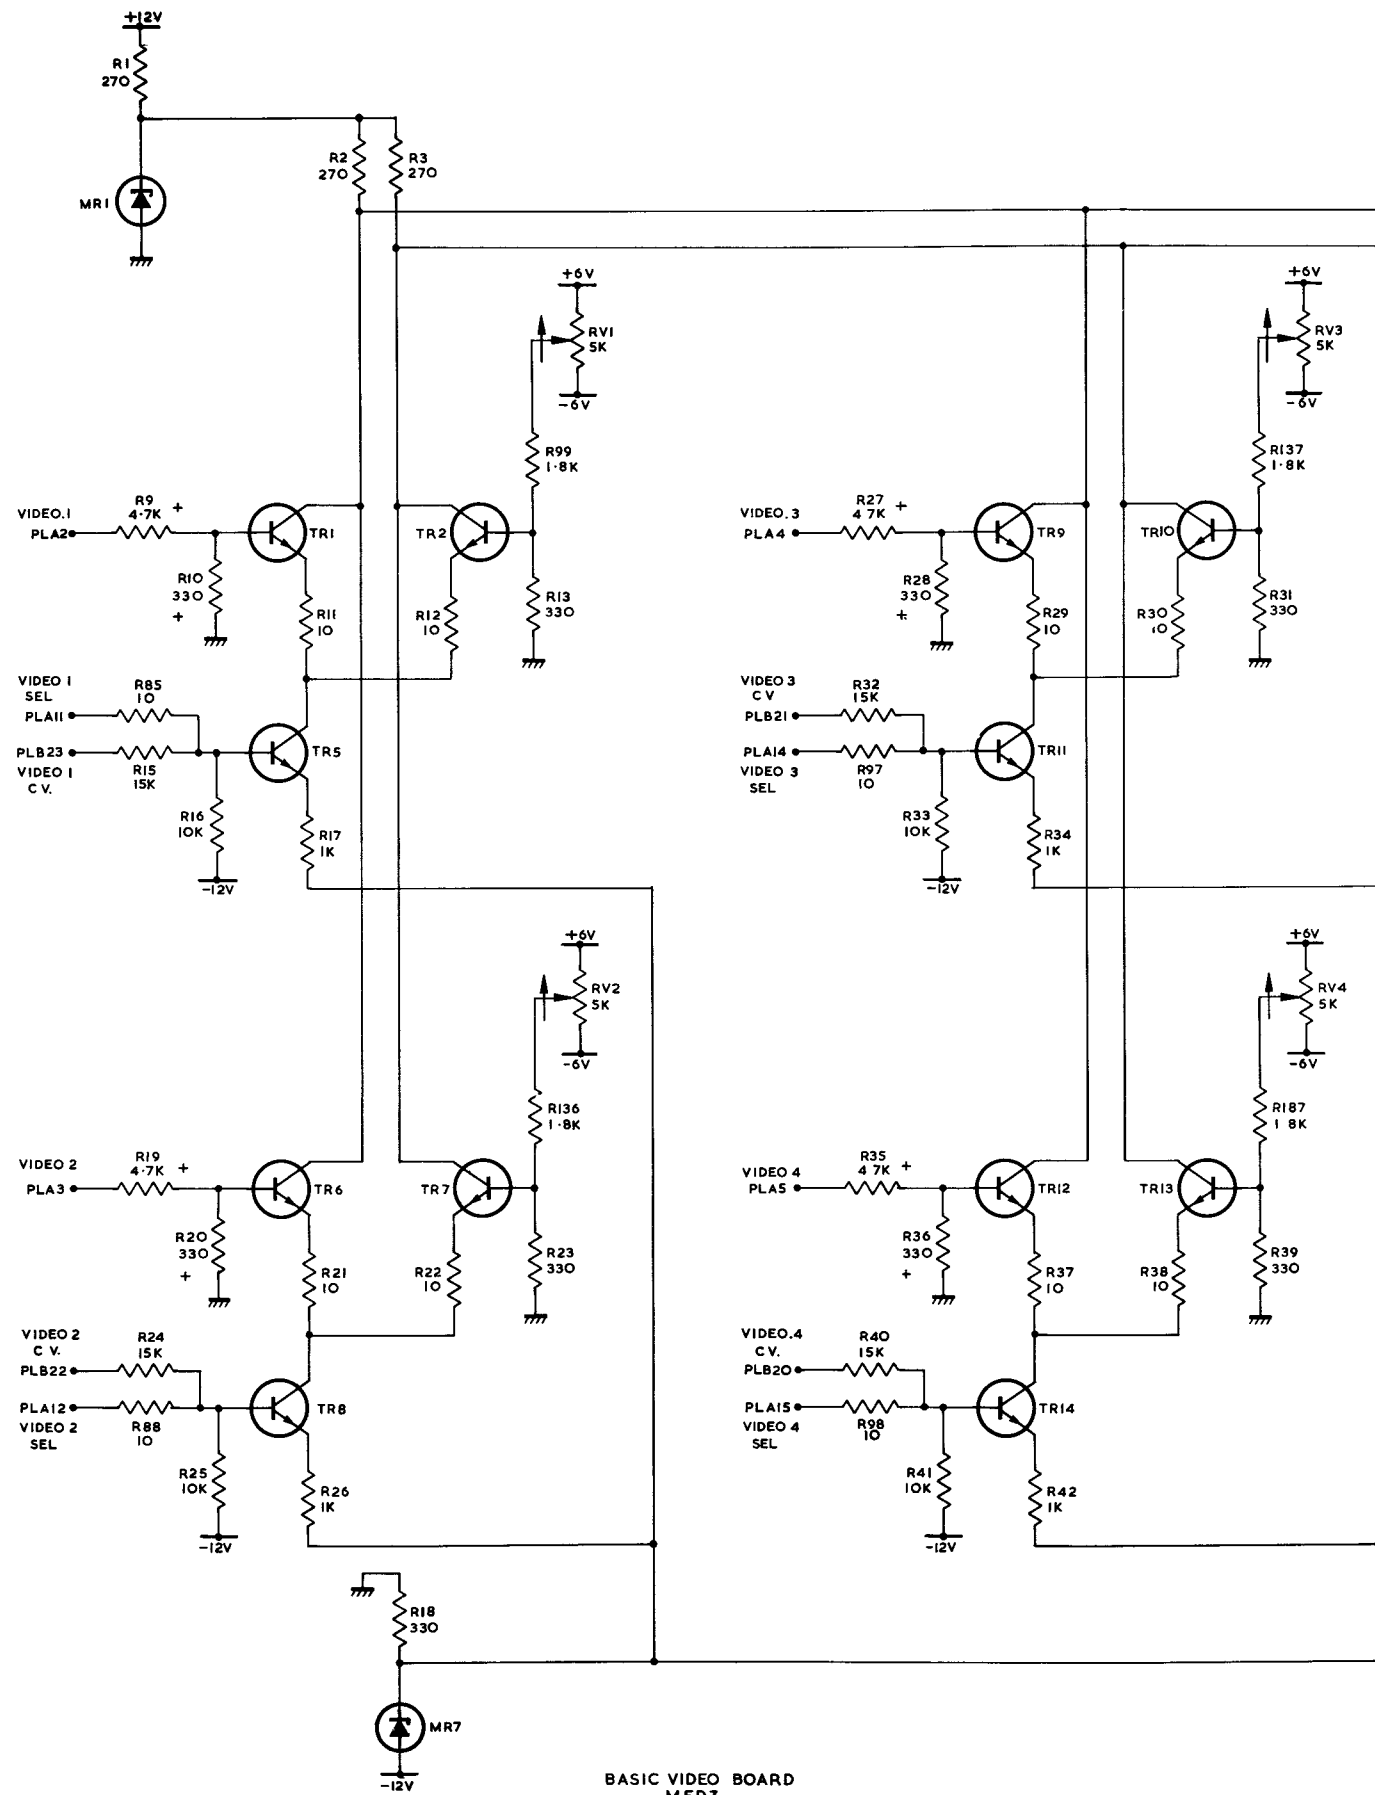 +12V
R1
270
R2
270
R3
270
MR1
+6V
RV1
5K
-6V
R99
1·8K
VIDEO.1
PLA2
R9
4·7K
+
TR1
TR2
R10
330
+
R11
10
R12
10
R13
330
VIDEO 1
SEL
PLA11
R85
10
PLB23
VIDEO 1
C V.
R15
15K
TR5
R16
10K
-12V
R17
1K
+6V
RV3
5K
-6V
R137
1·8K
VIDEO.3
PLA4
R27
4 7K
+
TR9
TR10
R28
330
+
R29
10
R30
10
R31
330
VIDEO 3
C V
PLB21
R32
15K
PLA14
VIDEO 3
SEL
R97
10
TR11
R33
10K
-12V
R34
1K
+6V
RV2
5K
-6V
R136
1·8K
VIDEO 2
PLA3
R19
4·7K
+
TR6
TR7
R20
330
+
R21
10
R22
10
R23
330
VIDEO 2
C V.
PLB22
R24
15K
PLA12
VIDEO 2
SEL
R88
10
TR8
R25
10K
-12V
R26
1K
+6V
RV4
5K
-6V
R187
1 8K
VIDEO 4
PLA5
R35
4 7K
+
TR12
TR13
R36
330
+
R37
10
R38
10
R39
330
VIDEO.4
C V.
PLB20
R40
15K
PLA15
VIDEO 4
SEL
R98
10
TR14
R41
10K
-12V
R42
1K
R18
330
MR7
-12V
BASIC VIDEO BOARD